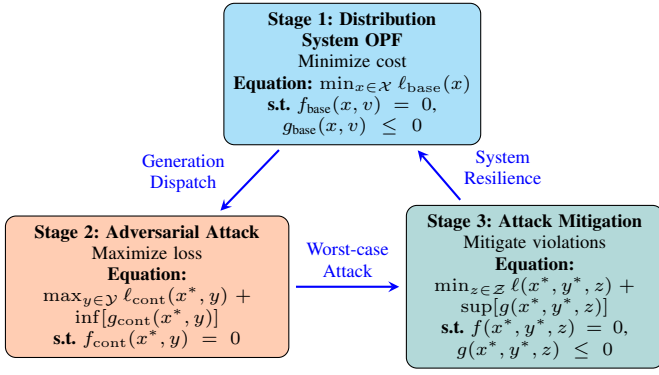 Stage 1: Distribution
System OPF
Minimize cost
Equation: min_{x∈𝒳} ℓ_base(x)
s.t. f_base(x, v) = 0,
g_base(x, v) ≤ 0
Generation
Dispatch
System
Resilience
Stage 2: Adversarial Attack
Maximize loss
Equation:
max_{y∈𝒴} ℓ_cont(x*, y) +
inf[g_cont(x*, y)]
s.t. f_cont(x*, y) = 0
Worst-case
Attack
Stage 3: Attack Mitigation
Mitigate violations
Equation:
min_{z∈𝒵} ℓ(x*, y*, z) +
sup[g(x*, y*, z)]
s.t. f(x*, y*, z) = 0,
g(x*, y*, z) ≤ 0